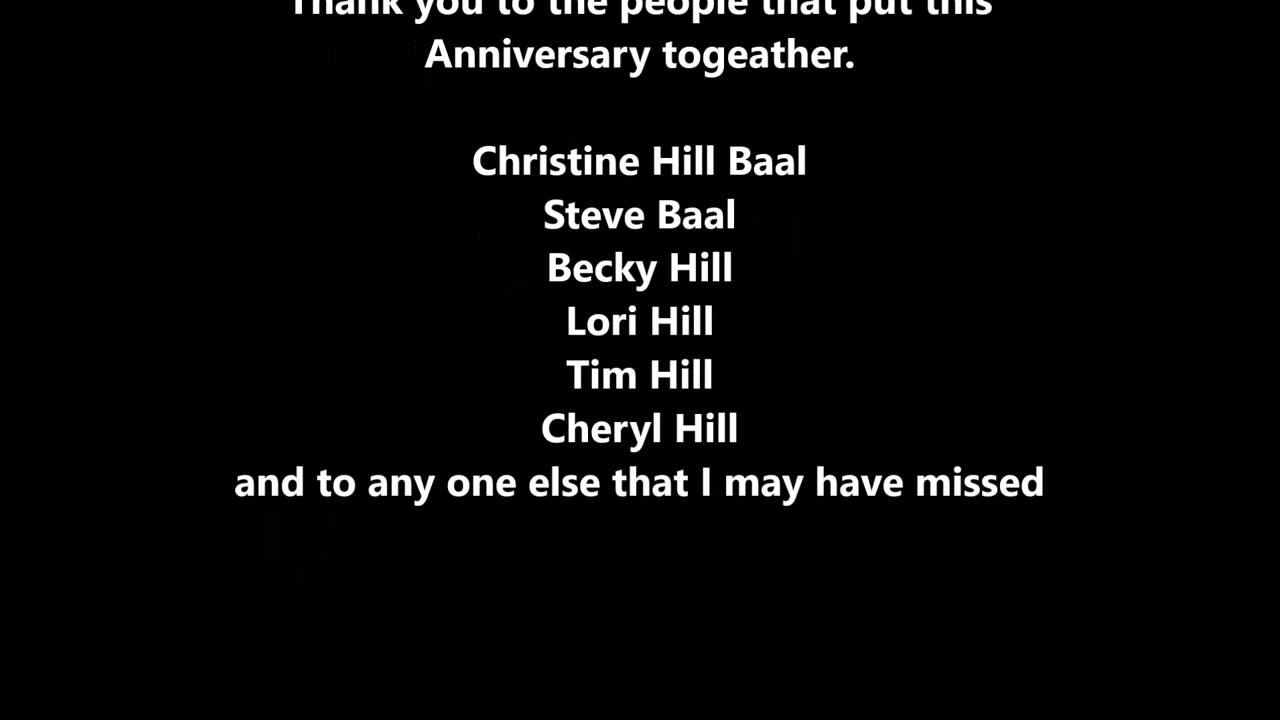 Thank you to the people that put this
Anniversary togeather.
Christine Hill Baal
Steve Baal
Becky Hill
Lori Hill
Tim Hill
Cheryl Hill
and to any one else that I may have missed